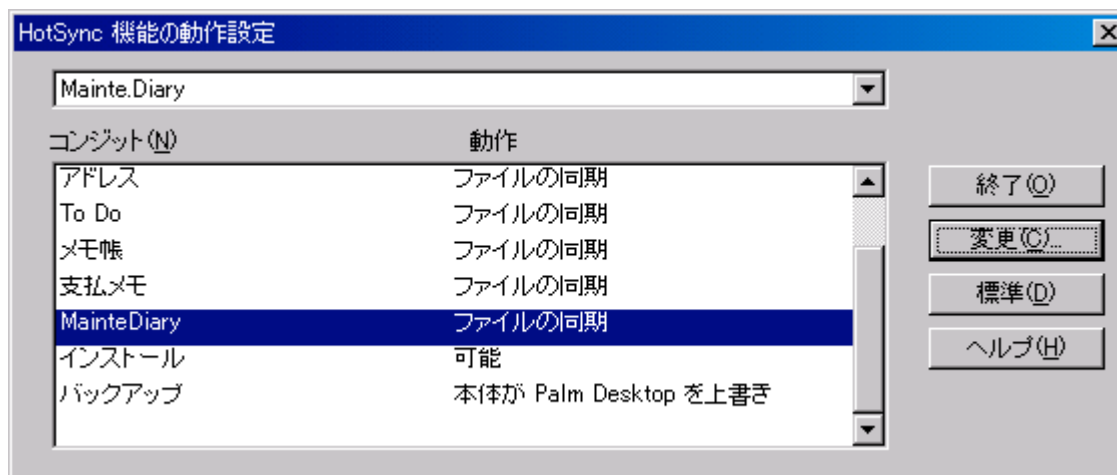 HotSync 機能の動作設定
Mainte.Diary
コンジット(N) 動作
アドレス ファイルの同期
To Do ファイルの同期
メモ帳 ファイルの同期
支払メモ ファイルの同期
MainteDiary ファイルの同期
インストール 可能
バックアップ 本体が Palm Desktop を上書き
終了(O)
変更(C)...
標準(D)
ヘルプ(H)